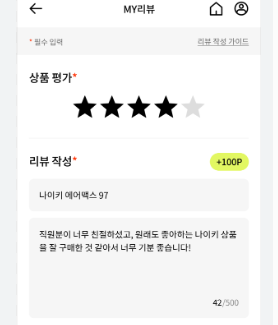 MY리뷰
* 필수 입력
리뷰 작성 가이드
상품 평가*
리뷰 작성*
+100P
나이키 에어맥스 97
직원분이 너무 친절하셨고, 원래도 좋아하는 나이키 상품
을 잘 구매한 것 같아서 너무 기분 좋습니다!
42/500